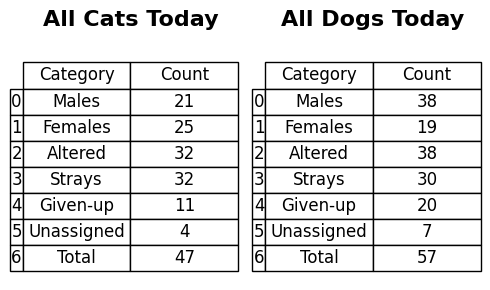 All Cats Today
Category Count
0 Males 21
1 Females 25
2 Altered 32
3 Strays 32
4 Given-up 11
5 Unassigned 4
6 Total 47
All Dogs Today
Category Count
0 Males 38
1 Females 19
2 Altered 38
3 Strays 30
4 Given-up 20
5 Unassigned 7
6 Total 57